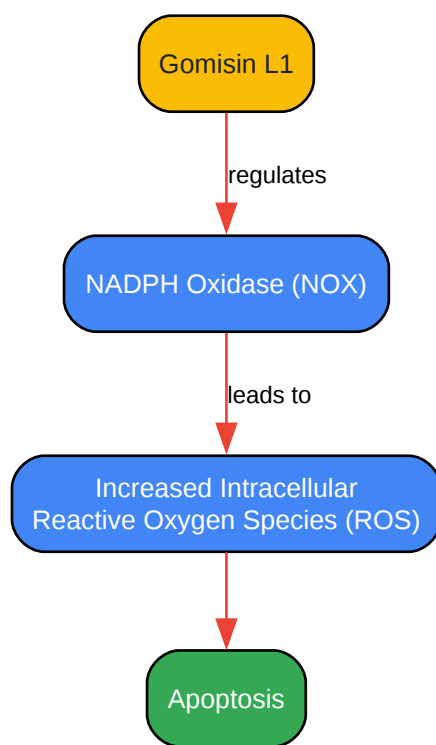 Gomisin L1
regulates
NADPH Oxidase (NOX)
leads to
Increased Intracellular
Reactive Oxygen Species (ROS)
Apoptosis